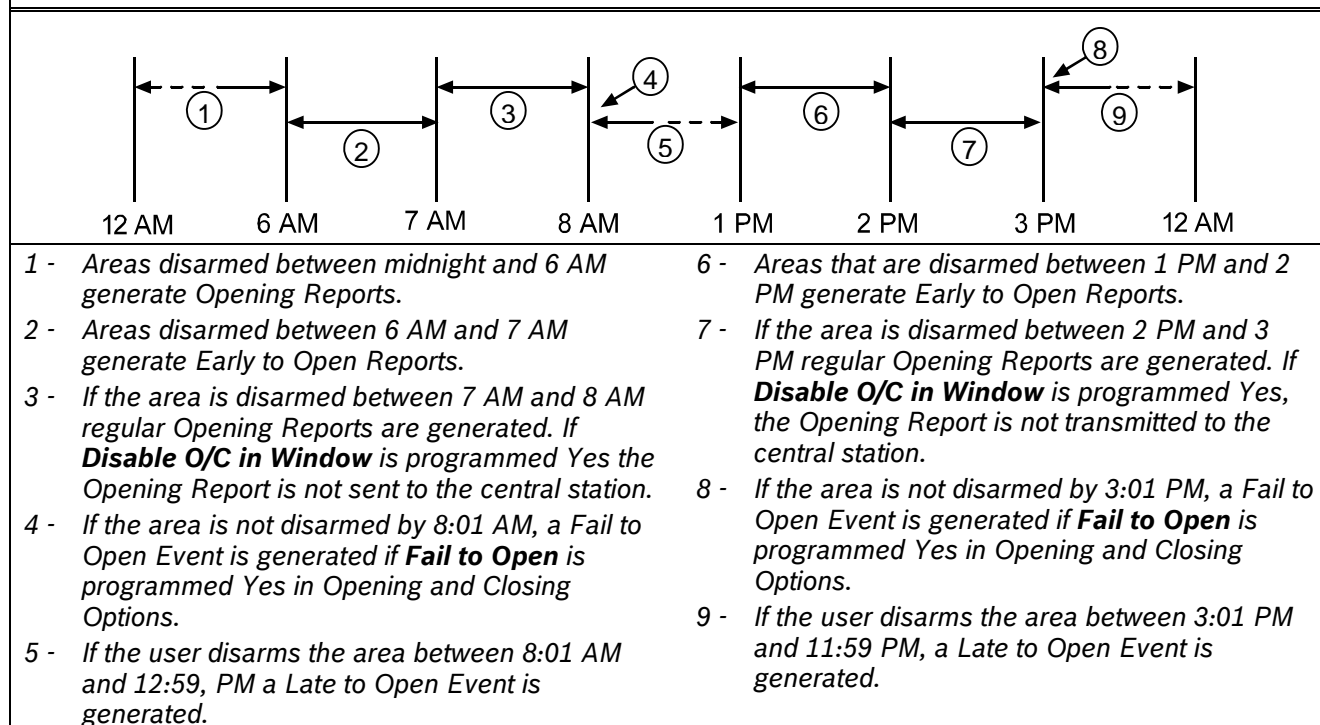 8
4
1
3
6
9
5
2
7
12 AM 6 AM 7 AM 8 AM 1 PM 2 PM 3 PM 12 AM
1 - Areas disarmed between midnight and 6 AM
generate Opening Reports.
2 - Areas disarmed between 6 AM and 7 AM
generate Early to Open Reports.
3 - If the area is disarmed between 7 AM and 8 AM
regular Opening Reports are generated. If
Disable O/C in Window is programmed Yes the
Opening Report is not sent to the central station.
4 - If the area is not disarmed by 8:01 AM, a Fail to
Open Event is generated if Fail to Open is
programmed Yes in Opening and Closing
Options.
5 - If the user disarms the area between 8:01 AM
and 12:59, PM a Late to Open Event is
generated.
6 - Areas that are disarmed between 1 PM and 2
PM generate Early to Open Reports.
7 - If the area is disarmed between 2 PM and 3
PM regular Opening Reports are generated. If
Disable O/C in Window is programmed Yes,
the Opening Report is not transmitted to the
central station.
8 - If the area is not disarmed by 3:01 PM, a Fail to
Open Event is generated if Fail to Open is
programmed Yes in Opening and Closing
Options.
9 - If the user disarms the area between 3:01 PM
and 11:59 PM, a Late to Open Event is
generated.